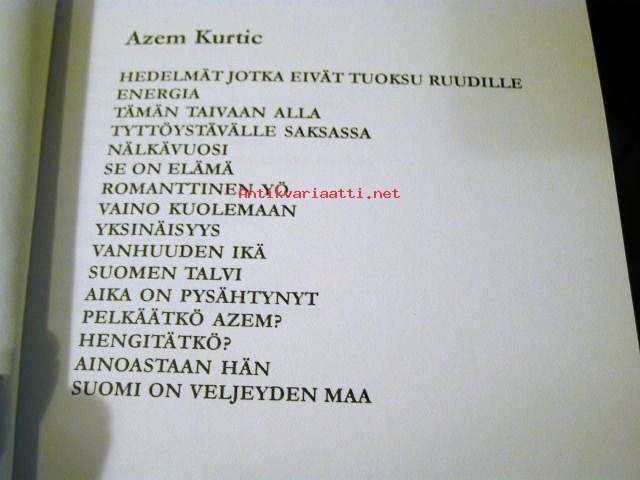 Azem Kurtic
HEDELMÄT JOTKA EIVÄT TUOKSU RUUDILLE
ENERGIA
TÄMÄN TAIVAAN ALLA
TYTTÖYSTÄVÄLLE SAKSASSA
NÄLKÄVUOSI
SE ON ELÄMÄ
ROMANTTINEN YÖ
Antikvariaatti.net
VAINO KUOLEMAAN
YKSINÄISYYS
VANHUUDEN IKÄ
SUOMEN TALVI
AIKA ON PYSÄHTYNYT
PELKÄÄTKÖ AZEM?
HENGITÄTKÖ?
AINOASTAAN HÄN
SUOMI ON VELJEYDEN MAA